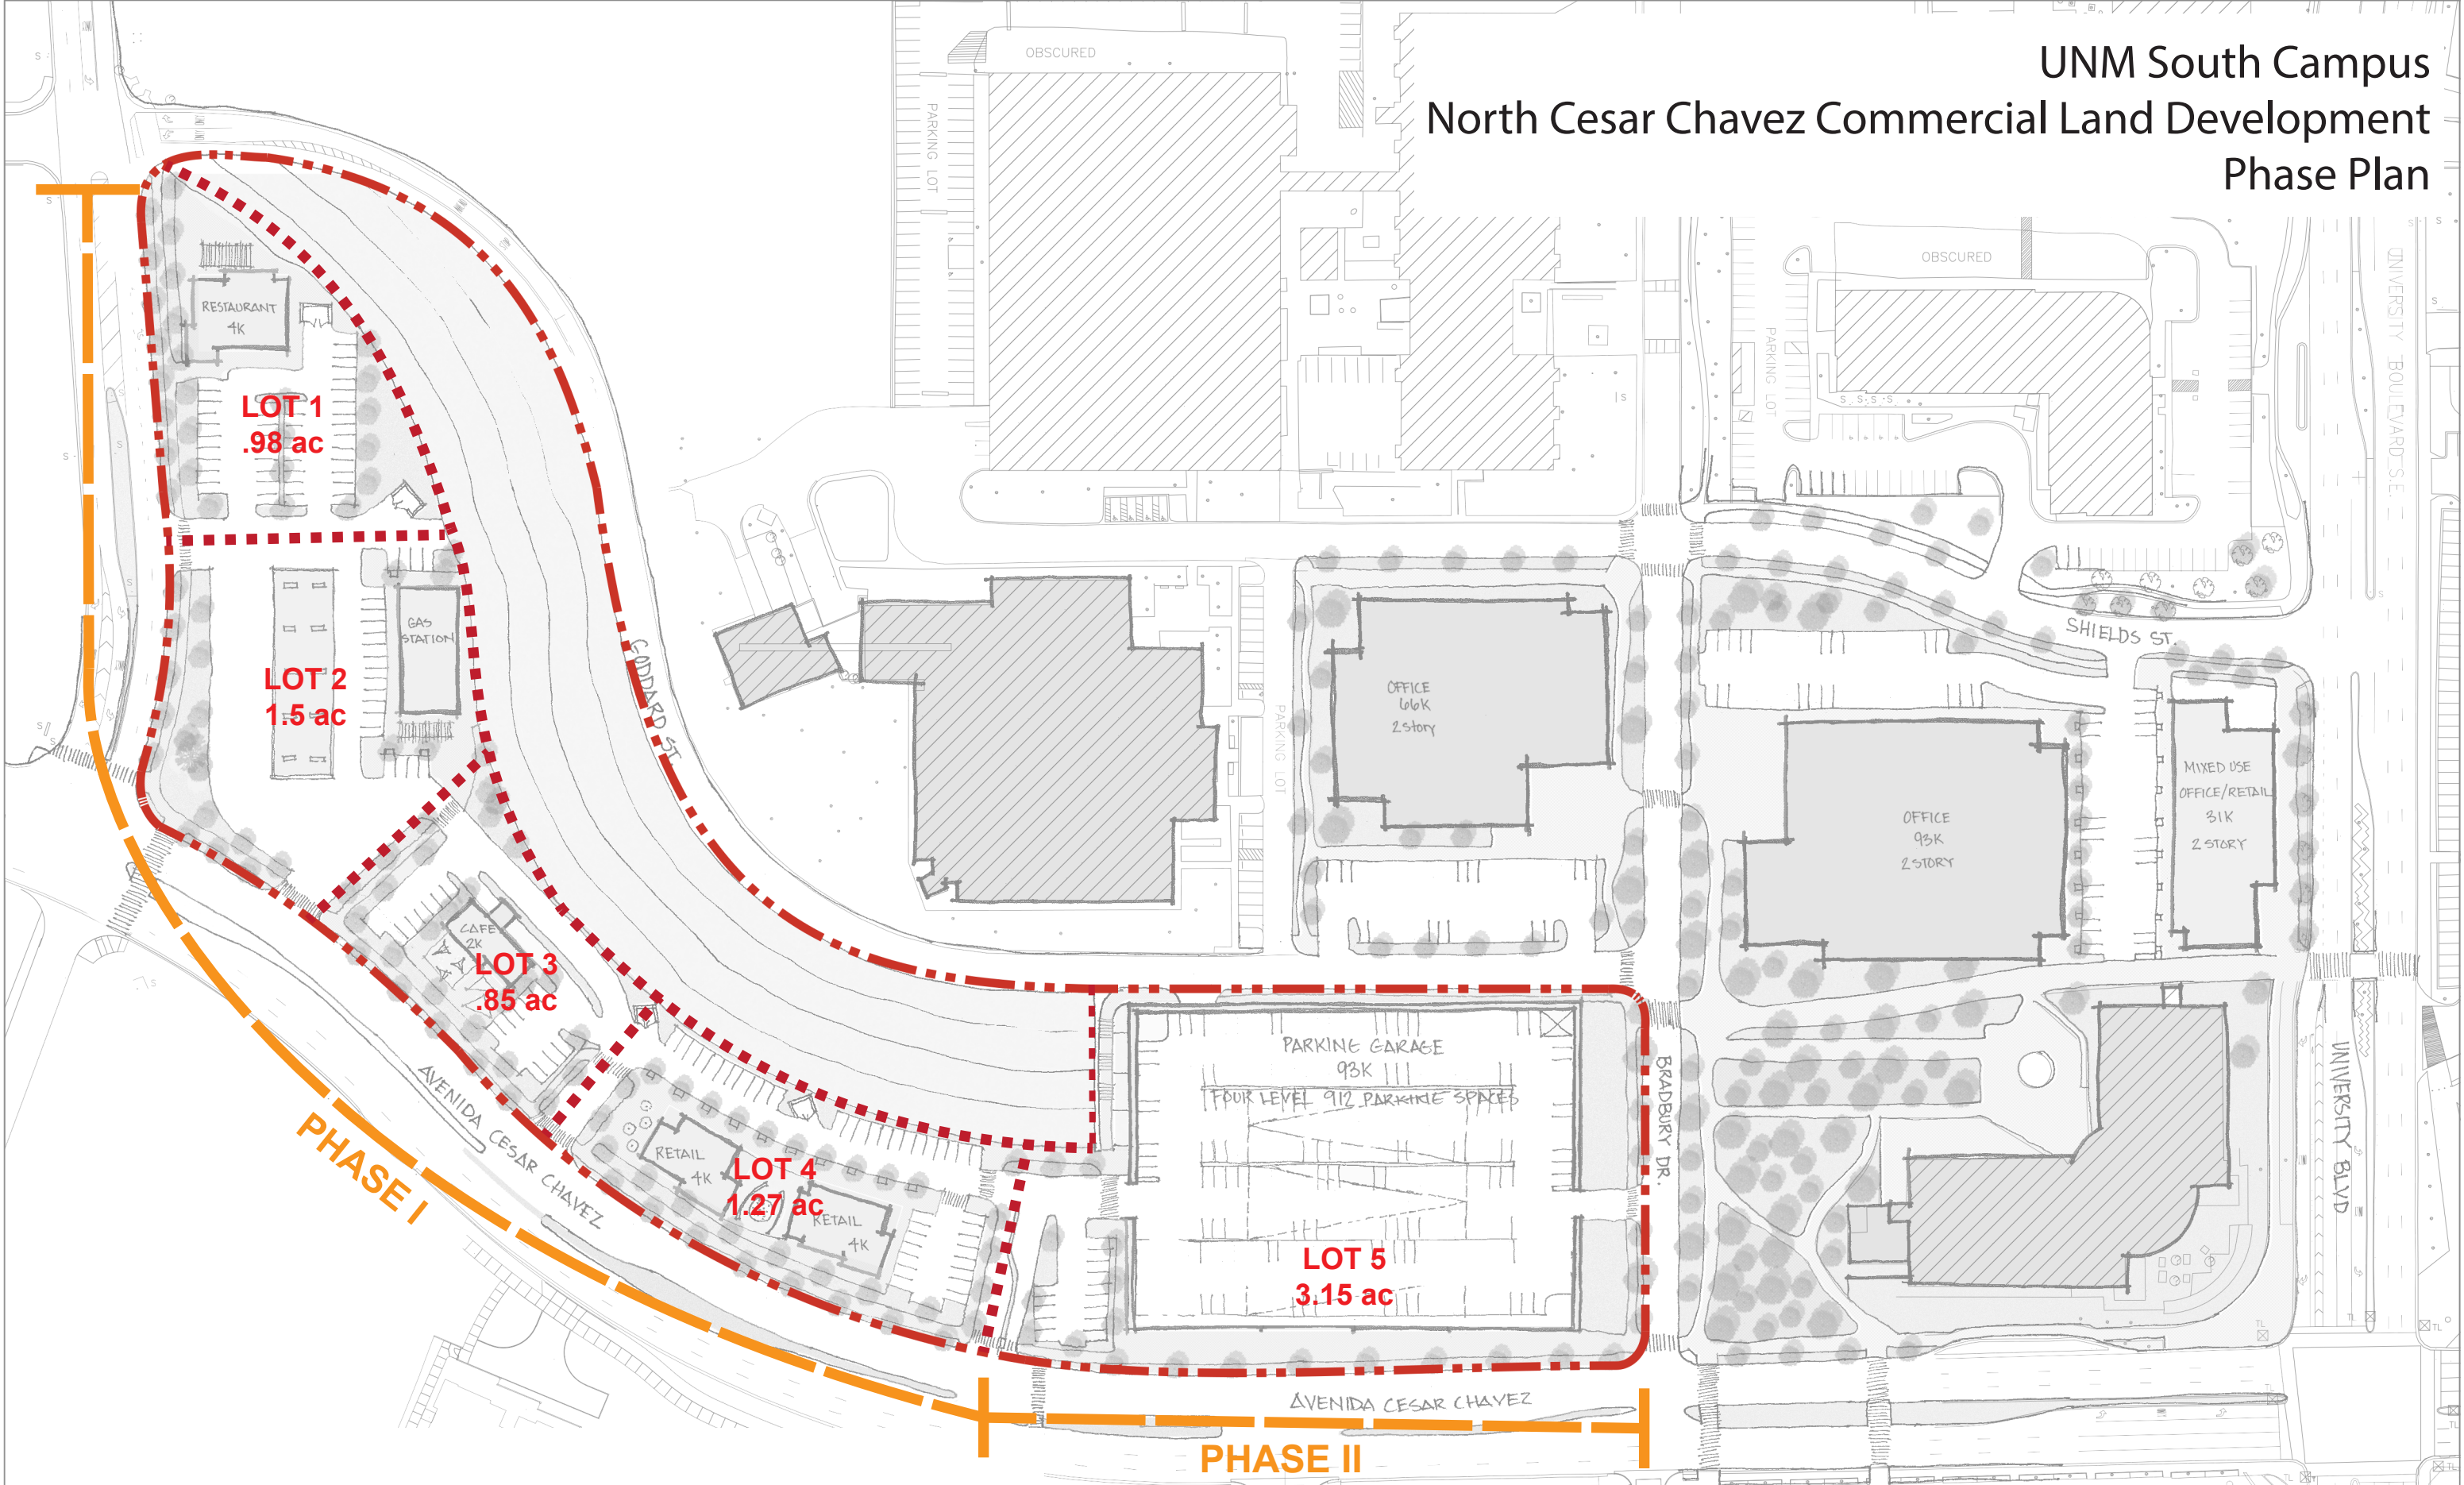 UNM South Campus
North Cesar Chavez Commercial Land Development
Phase Plan
OBSCURED
PARKING LOT
OBSCURED
PARKING LOT
UNIVERSITY BOULEVARD S.E.
RESTAURANT
4K
LOT 1
.98 ac
GAS
STATION
LOT 2
1.5 ac
GODDARD ST.
SHIELDS ST.
OFFICE
66K
2 Story
PARKING LOT
MIXED USE
OFFICE/RETAIL
31K
2 STORY
OFFICE
93K
2 STORY
CAFE
2K
LOT 3
.85 ac
PARKING GARAGE
93K
FOUR LEVEL 912 PARKING SPACES
BRADBURY DR.
UNIVERSITY BLVD
AVENIDA CESAR CHAVEZ
PHASE I
RETAIL
4K
LOT 4
1.27 ac
RETAIL
4K
LOT 5
3.15 ac
AVENIDA CESAR CHAVEZ
PHASE II
TL
TL
TL
TL